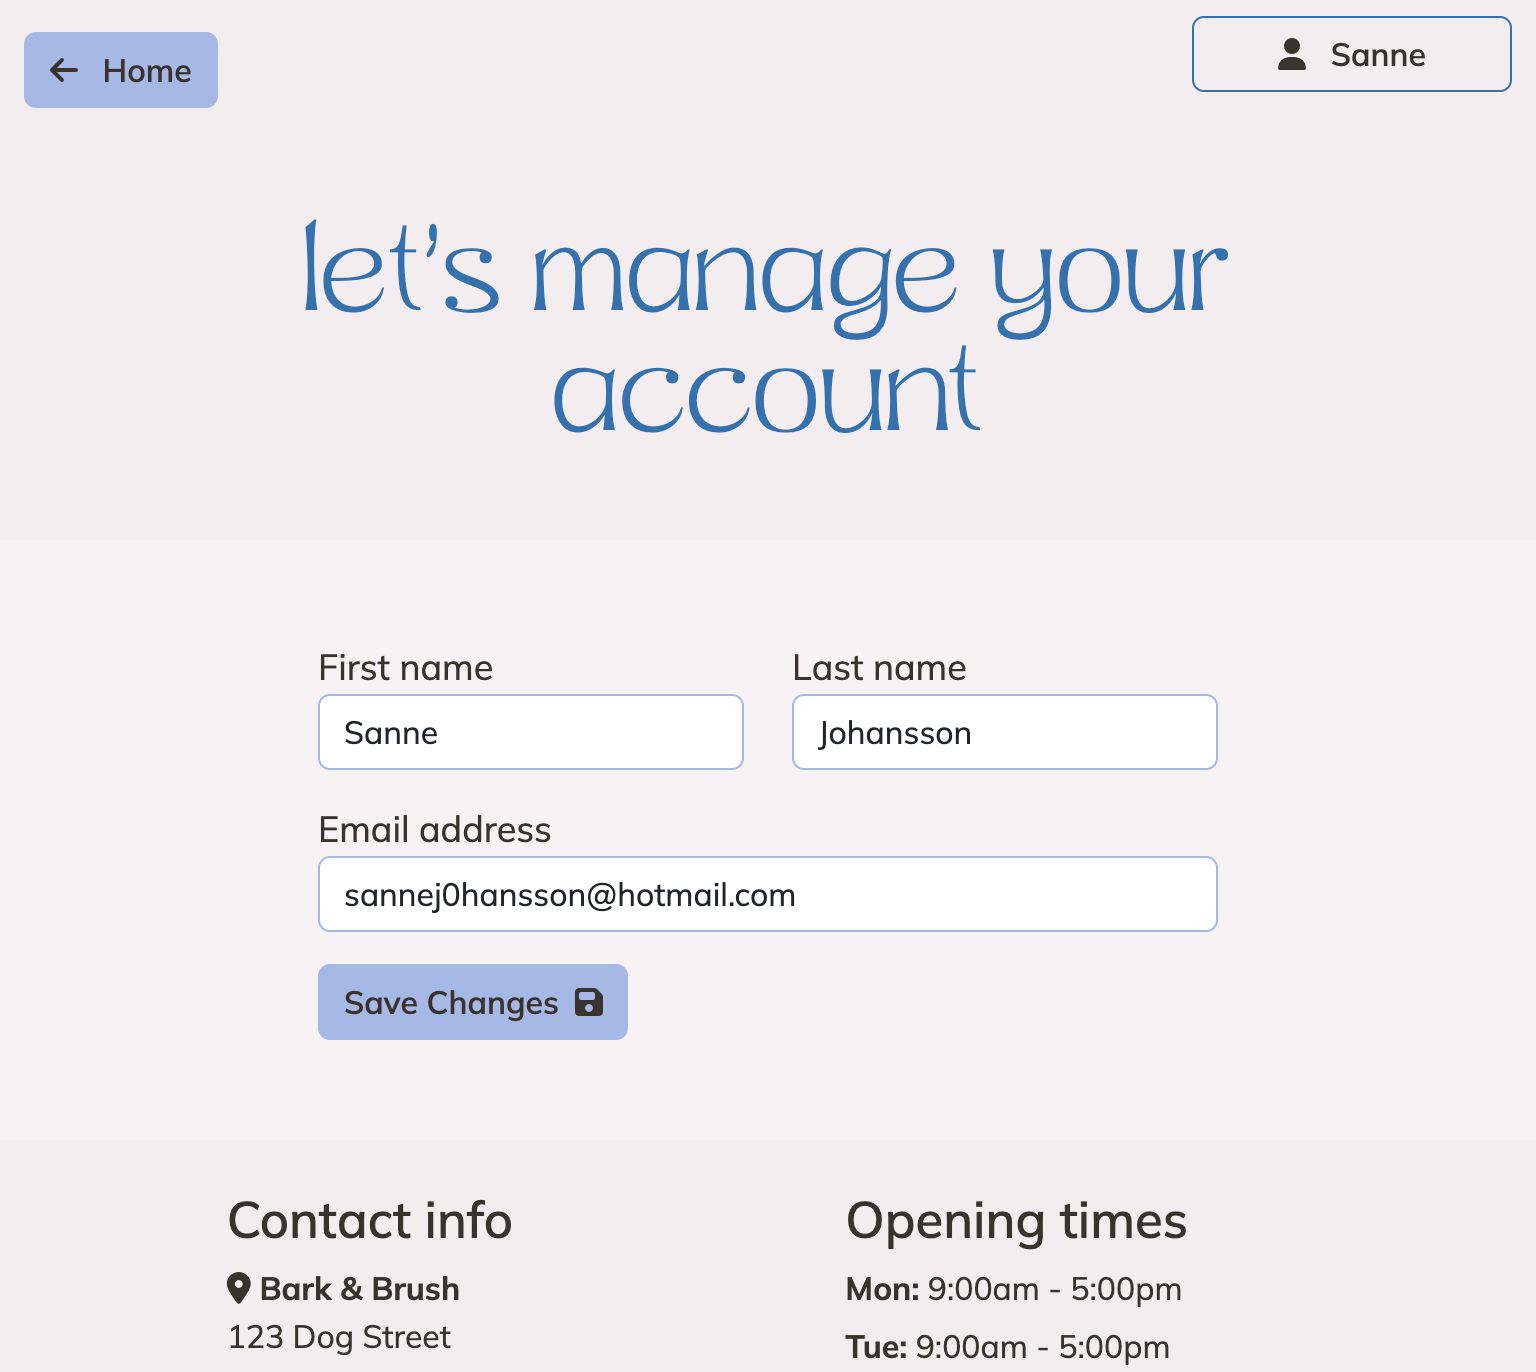 Home
Sanne
let's manage your
account
First name
Last name
Sanne
Johansson
Email address
sannej0hansson@hotmail.com
Save Changes
Contact info
Bark & Brush
123 Dog Street
Opening times
Mon: 9:00am - 5:00pm
Tue: 9:00am - 5:00pm